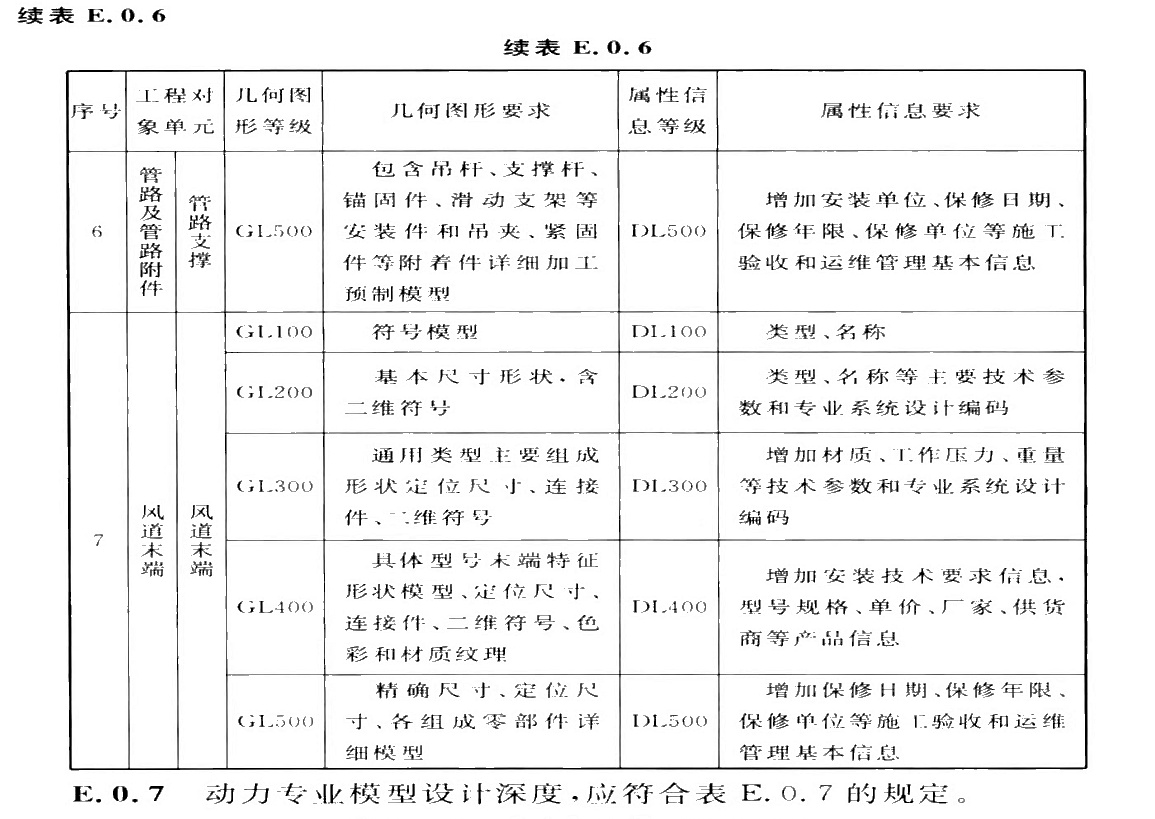 续表 E.0.6
续表 E.0.6
序号
工程对
象单元
几何图
形等级
几何图形要求
属性信
息等级
属性信息要求
6
管路及管路附件
管路支撑
GL500
包含吊杆、支撑杆、
锚固件、滑动支架等
安装件和吊夹、紧固
件等附着件详细加工
预制模型
DL500
增加安装单位、保修日期、
保修年限、保修单位等施工
验收和运维管理基本信息
7
风道末端
风道末端
GL100
符号模型
DL100
类型、名称
GL200
基本尺寸形状，含
二维符号
DL200
类型、名称等主要技术参
数和专业系统设计编码
GL300
通用类型主要组成
形状定位尺寸、连接
件、二维符号
DL300
增加材质、工作压力、重量
等技术参数和专业系统设计
编码
GL400
具体型号末端特征
形状模型、定位尺寸、
连接件、二维符号、色
彩和材质纹理
DL400
增加安装技术要求信息，
型号规格、单价、厂家、供货
商等产品信息
GL500
精确尺寸、定位尺
寸、各组成零部件详
细模型
DL500
增加保修日期、保修年限、
保修单位等施工验收和运维
管理基本信息
E.0.7 动力专业模型设计深度，应符合表 E.0.7 的规定。